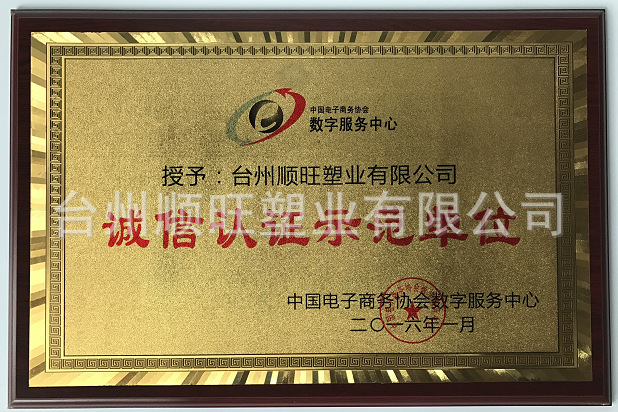 中国电子商务协会
数字服务中心
授予：台州顺旺塑业有限公司
台州顺旺塑业有限公司
诚信认证示范单位
中国电子商务协会数字服务中心
二〇一六年一月